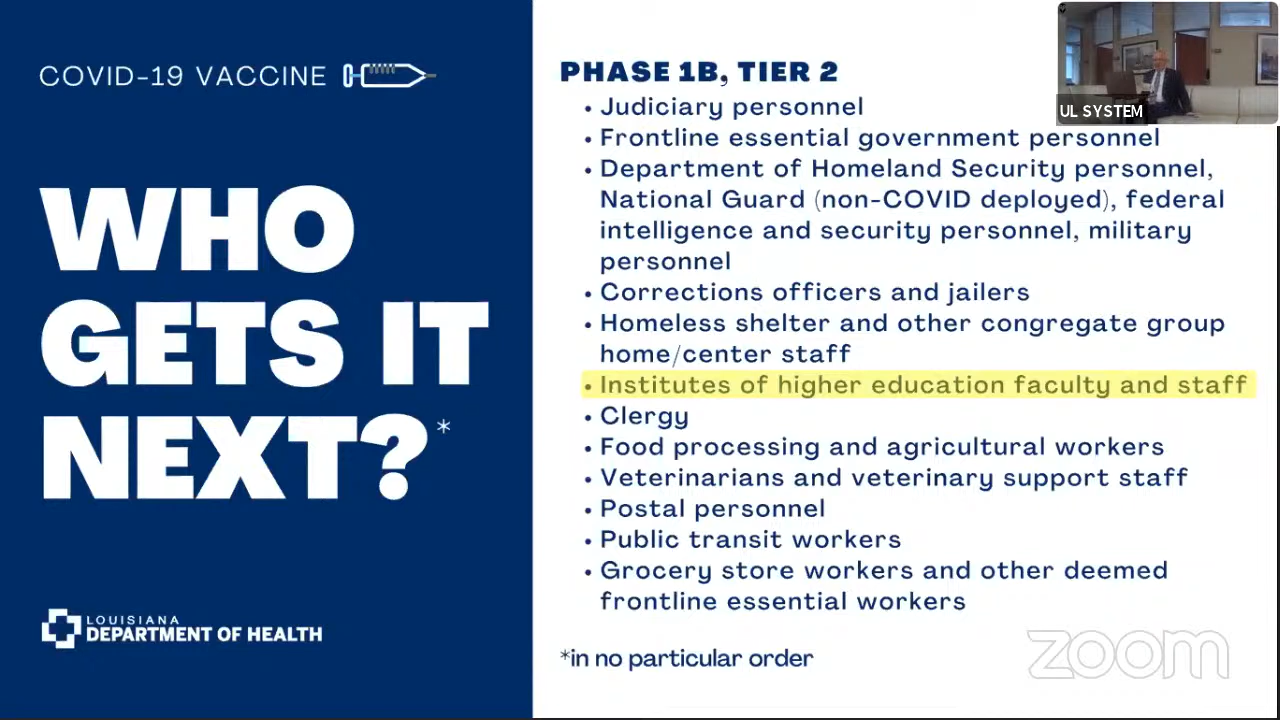 COVID-19 VACCINE
WHO
GETS IT
NEXT?*
LOUISIANA
DEPARTMENT OF HEALTH
PHASE 1B, TIER 2
• Judiciary personnel
• Frontline essential government personnel
• Department of Homeland Security personnel,
National Guard (non-COVID deployed), federal
intelligence and security personnel, military
personnel
• Corrections officers and jailers
• Homeless shelter and other congregate group
home/center staff
• Institutes of higher education faculty and staff
• Clergy
• Food processing and agricultural workers
• Veterinarians and veterinary support staff
• Postal personnel
• Public transit workers
• Grocery store workers and other deemed
frontline essential workers
*in no particular order
UL SYSTEM
zoom